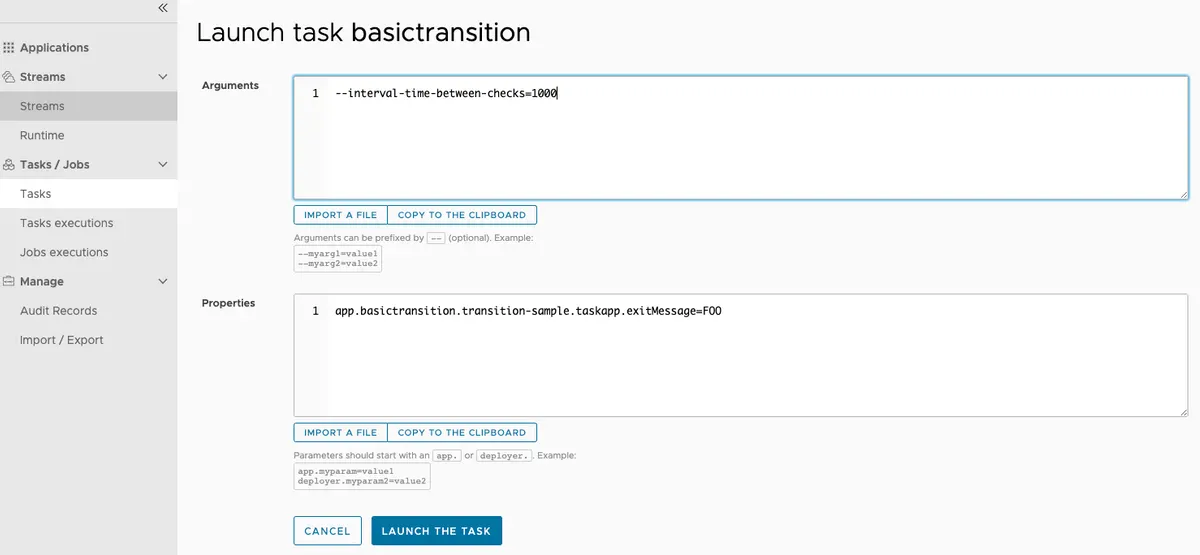 Applications
Streams
Streams
Runtime
Tasks / Jobs
Tasks
Tasks executions
Jobs executions
Manage
Audit Records
Import / Export
Launch task basictransition
Arguments
1 --interval-time-between-checks=1000
IMPORT A FILE COPY TO THE CLIPBOARD
Arguments can be prefixed by -- (optional). Example:
--myarg1=value1
--myarg2=value2
Properties
1 app.basictransition.transition-sample.taskapp.exitMessage=FOO
IMPORT A FILE COPY TO THE CLIPBOARD
Parameters should start with an app. or deployer. . Example:
app.myparam=value1
deployer.myparam2=value2
CANCEL LAUNCH THE TASK